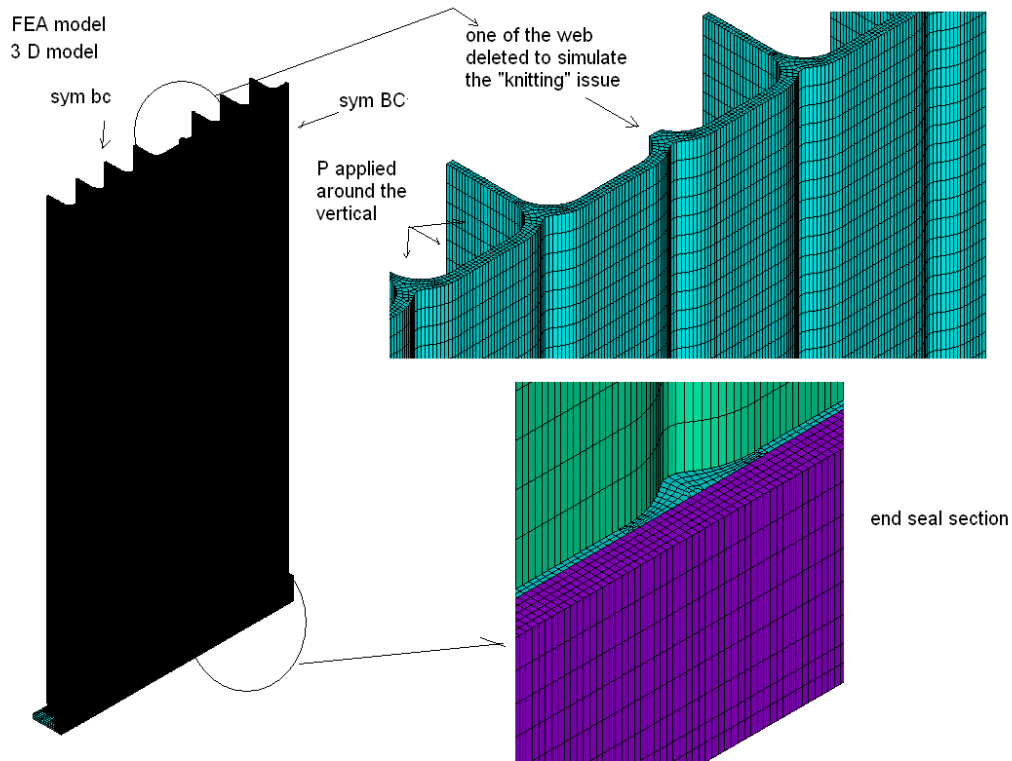 FEA model
3 D model
sym bc
sym BC
one of the web
deleted to simulate
the "knitting" issue
P applied
around the
vertical
end seal section